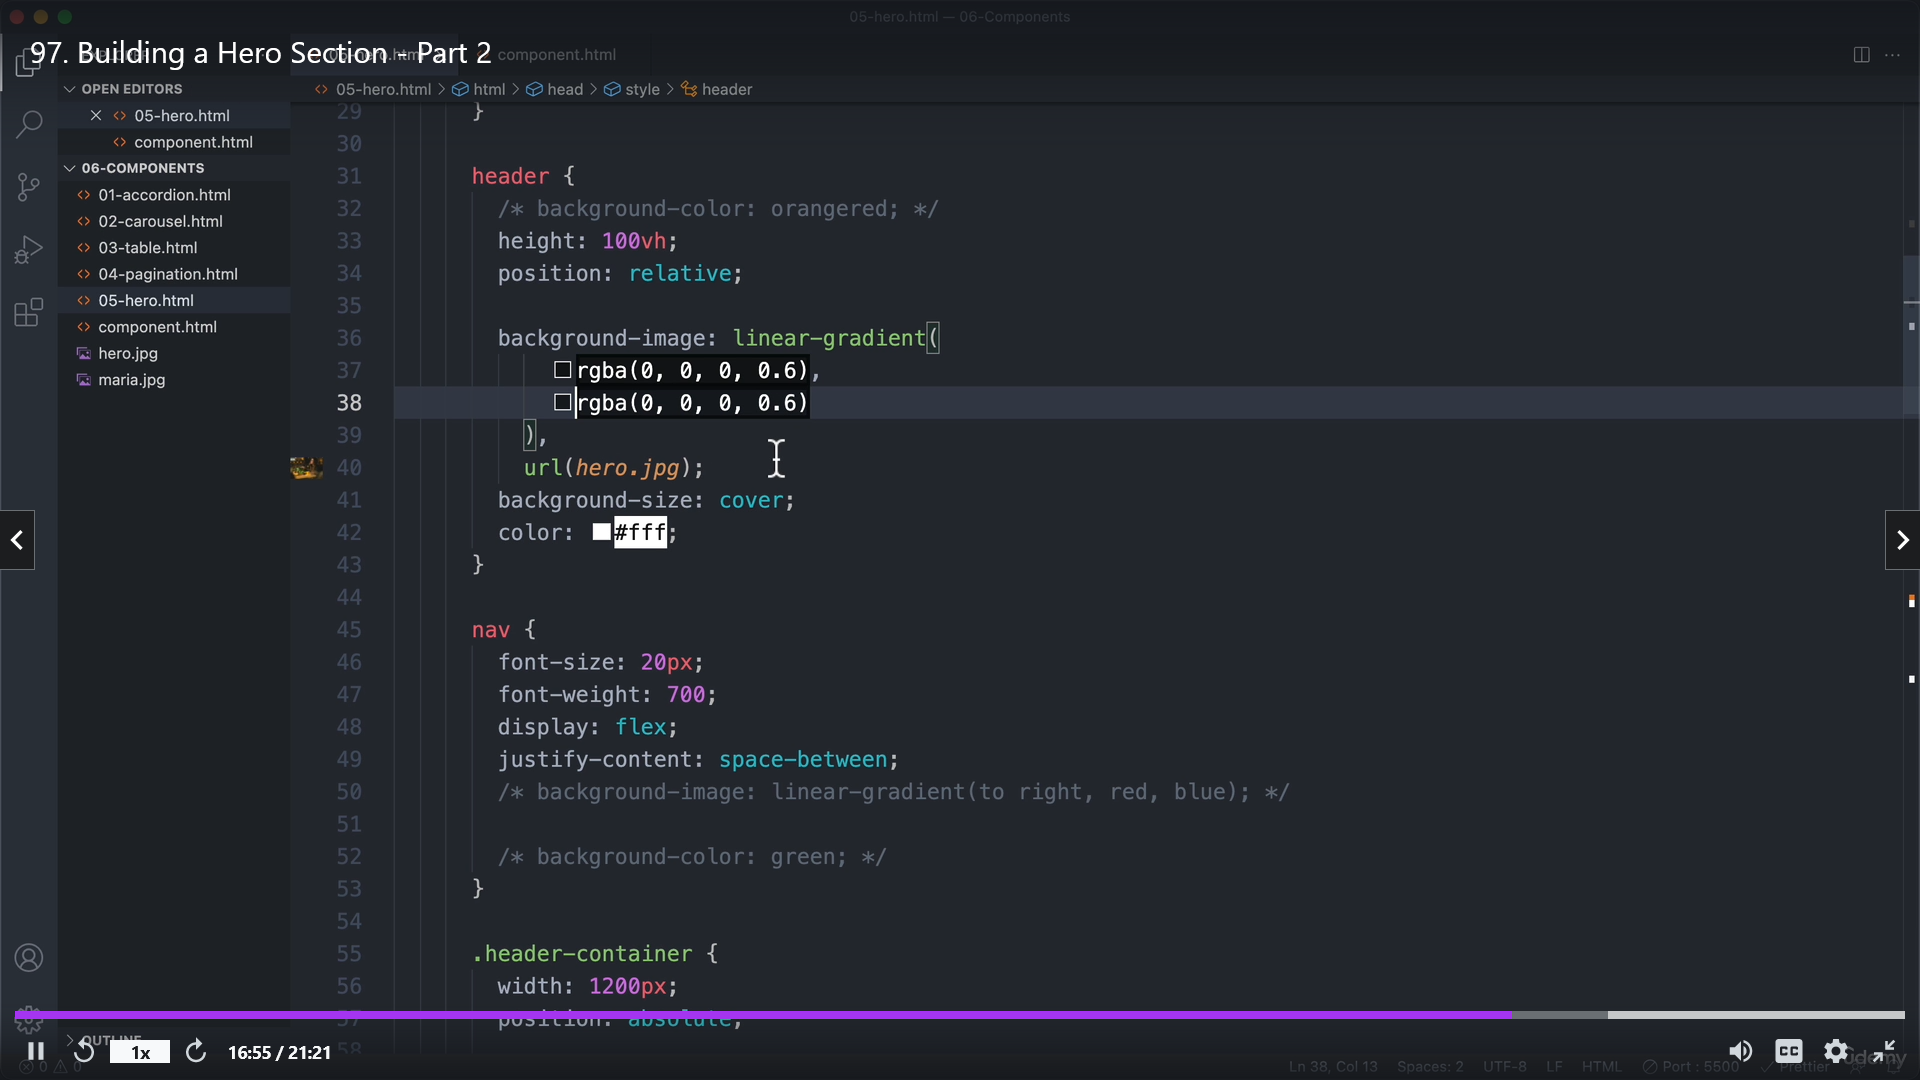 05-hero.html — 06-Components
97. Building a Hero Section - Part 2
component.html
OPEN EDITORS
05-hero.html
component.html
06-COMPONENTS
01-accordion.html
02-carousel.html
03-table.html
04-pagination.html
05-hero.html
component.html
hero.jpg
maria.jpg
OUTLINE
05-hero.html > html > head > style > header
29 }
30
31 header {
32 /* background-color: orangered; */
33 height: 100vh;
34 position: relative;
35
36 background-image: linear-gradient(
37 rgba(0, 0, 0, 0.6),
38 rgba(0, 0, 0, 0.6)
39 ),
40 url(hero.jpg);
41 background-size: cover;
42 color: #fff;
43 }
44
45 nav {
46 font-size: 20px;
47 font-weight: 700;
48 display: flex;
49 justify-content: space-between;
50 /* background-image: linear-gradient(to right, red, blue); */
51
52 /* background-color: green; */
53 }
54
55 .header-container {
56 width: 1200px;
57 position: absolute;
58
1x
16:55 / 21:21
CC
0 0
Ln 38, Col 13 Spaces: 2 UTF-8 LF HTML Port : 5500 Prettier
Udemy